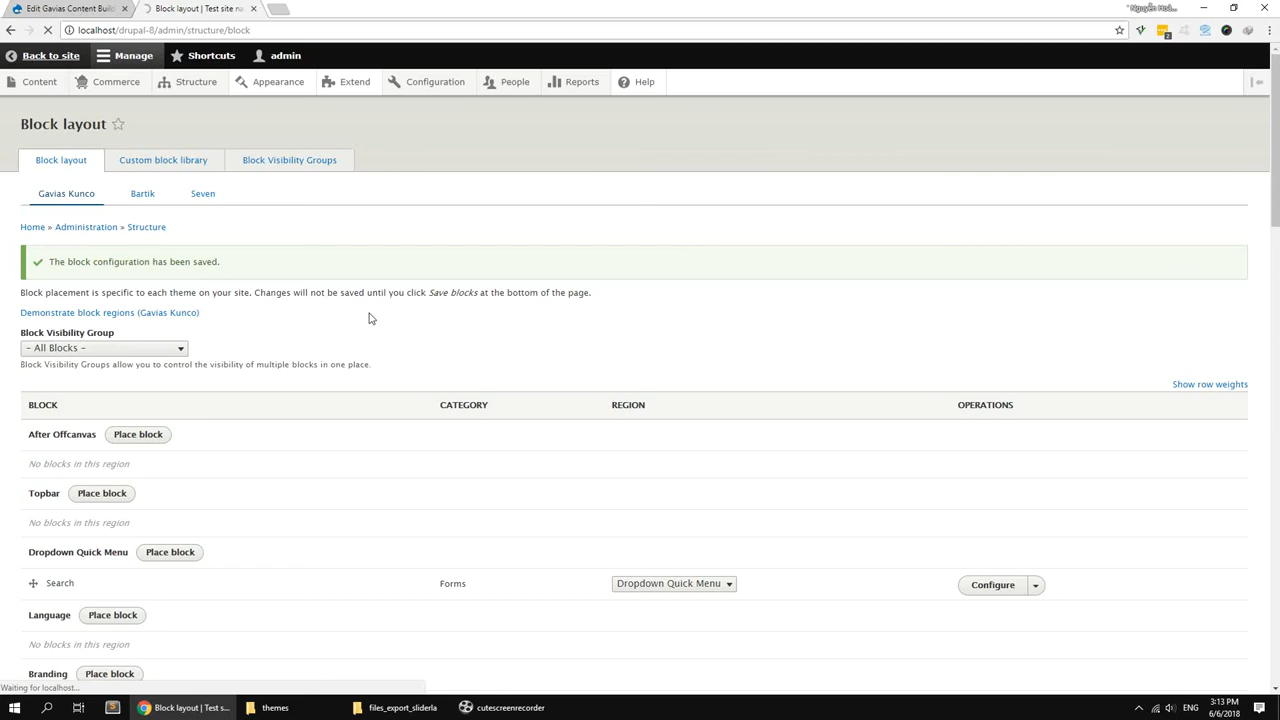 Edit Gavias Content Build
Block layout | Test site na
localhost/drupal-8/admin/structure/block
Back to site
Manage
Shortcuts
admin
Content
Commerce
Structure
Appearance
Extend
Configuration
People
Reports
Help
Block layout
Block layout
Custom block library
Block Visibility Groups
Gavias Kunco
Bartik
Seven
Home » Administration » Structure
The block configuration has been saved.
Block placement is specific to each theme on your site. Changes will not be saved until you click Save blocks at the bottom of the page.
Demonstrate block regions (Gavias Kunco)
Block Visibility Group
- All Blocks -
Block Visibility Groups allow you to control the visibility of multiple blocks in one place.
Show row weights
BLOCK CATEGORY REGION OPERATIONS
After Offcanvas Place block
No blocks in this region
Topbar Place block
No blocks in this region
Dropdown Quick Menu Place block
Search Forms Dropdown Quick Menu Configure
Language Place block
No blocks in this region
Branding Place block
Waiting for localhost...
Block layout | Test s...
themes
files_export_sliderla
cutescreenrecorder
ENG
3:13 PM
6/6/2018